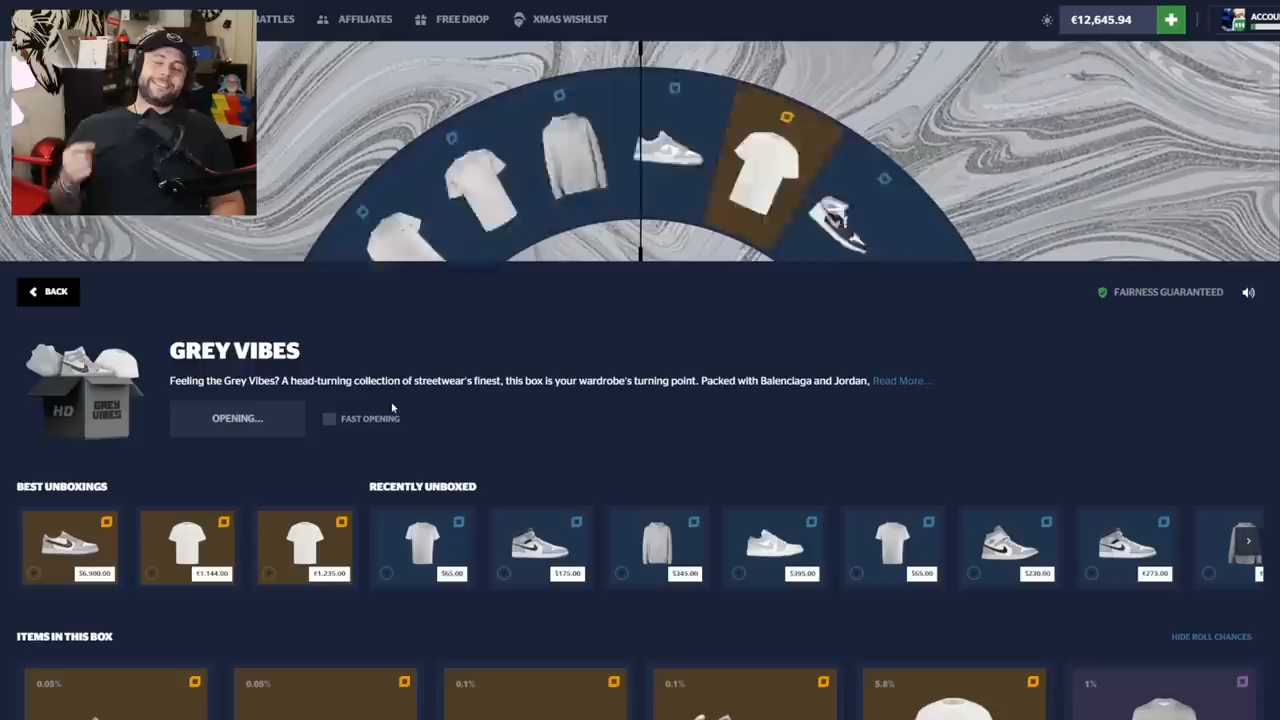 BATTLES
AFFILIATES
FREE DROP
XMAS WISHLIST
€12,645.94
BACK
FAIRNESS GUARANTEED
HD
GREY
VIBES
GREY VIBES
Feeling the Grey Vibes? A head-turning collection of streetwear's finest, this box is your wardrobe's turning point. Packed with Balenciaga and Jordan, Read More...
OPENING...
FAST OPENING
BEST UNBOXINGS
RECENTLY UNBOXED
$6,980.00
€1,144.00
€1,235.00
$65.00
$175.00
$345.00
$395.00
$65.00
$230.00
€273.00
ITEMS IN THIS BOX
HIDE ROLL CHANCES
0.05%
0.05%
0.1%
0.1%
5.8%
1%